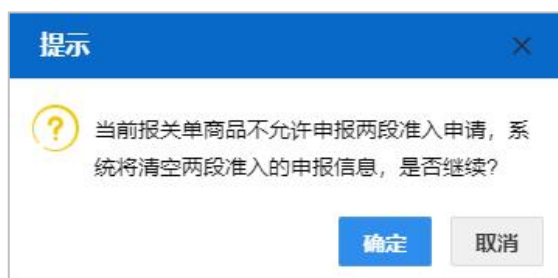 提示
当前报关单商品不允许申报两段准入申请，系
统将清空两段准入的申报信息，是否继续？
确定
取消